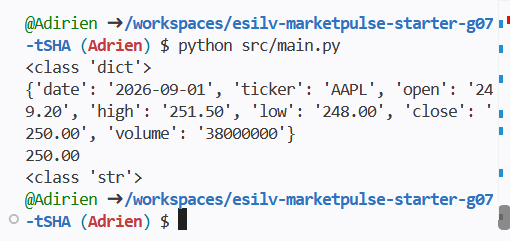 @Adirien ➜/workspaces/esilv-marketpulse-starter-g07
-tSHA (Adrien) $ python src/main.py
<class 'dict'>
{'date': '2026-09-01', 'ticker': 'AAPL', 'open': '24
9.20', 'high': '251.50', 'low': '248.00', 'close': '
250.00', 'volume': '38000000'}
250.00
<class 'str'>
@Adirien ➜/workspaces/esilv-marketpulse-starter-g07
-tSHA (Adrien) $